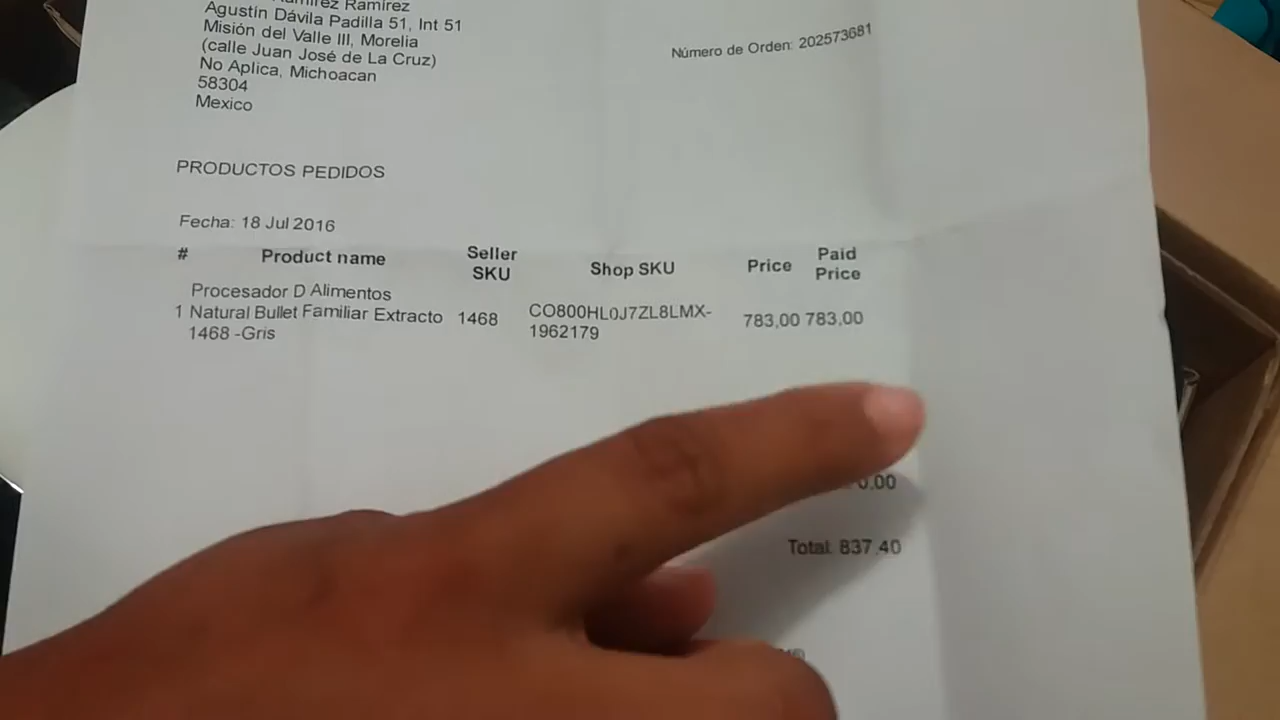 Ramírez
Agustín Dávila Padilla 51, Int 51
Misión del Valle III, Morelia
(calle Juan José de La Cruz)
No Aplica, Michoacan
58304
Mexico
Número de Orden: 202573681
PRODUCTOS PEDIDOS
Fecha: 18 Jul 2016
# Product name Seller SKU Shop SKU Price Paid Price
Procesador D Alimentos
1 Natural Bullet Familiar Extracto 1468 CO800HL0J7ZL8LMX- 783,00 783,00
1468 -Gris 1962179
0.00
Total: 837.40